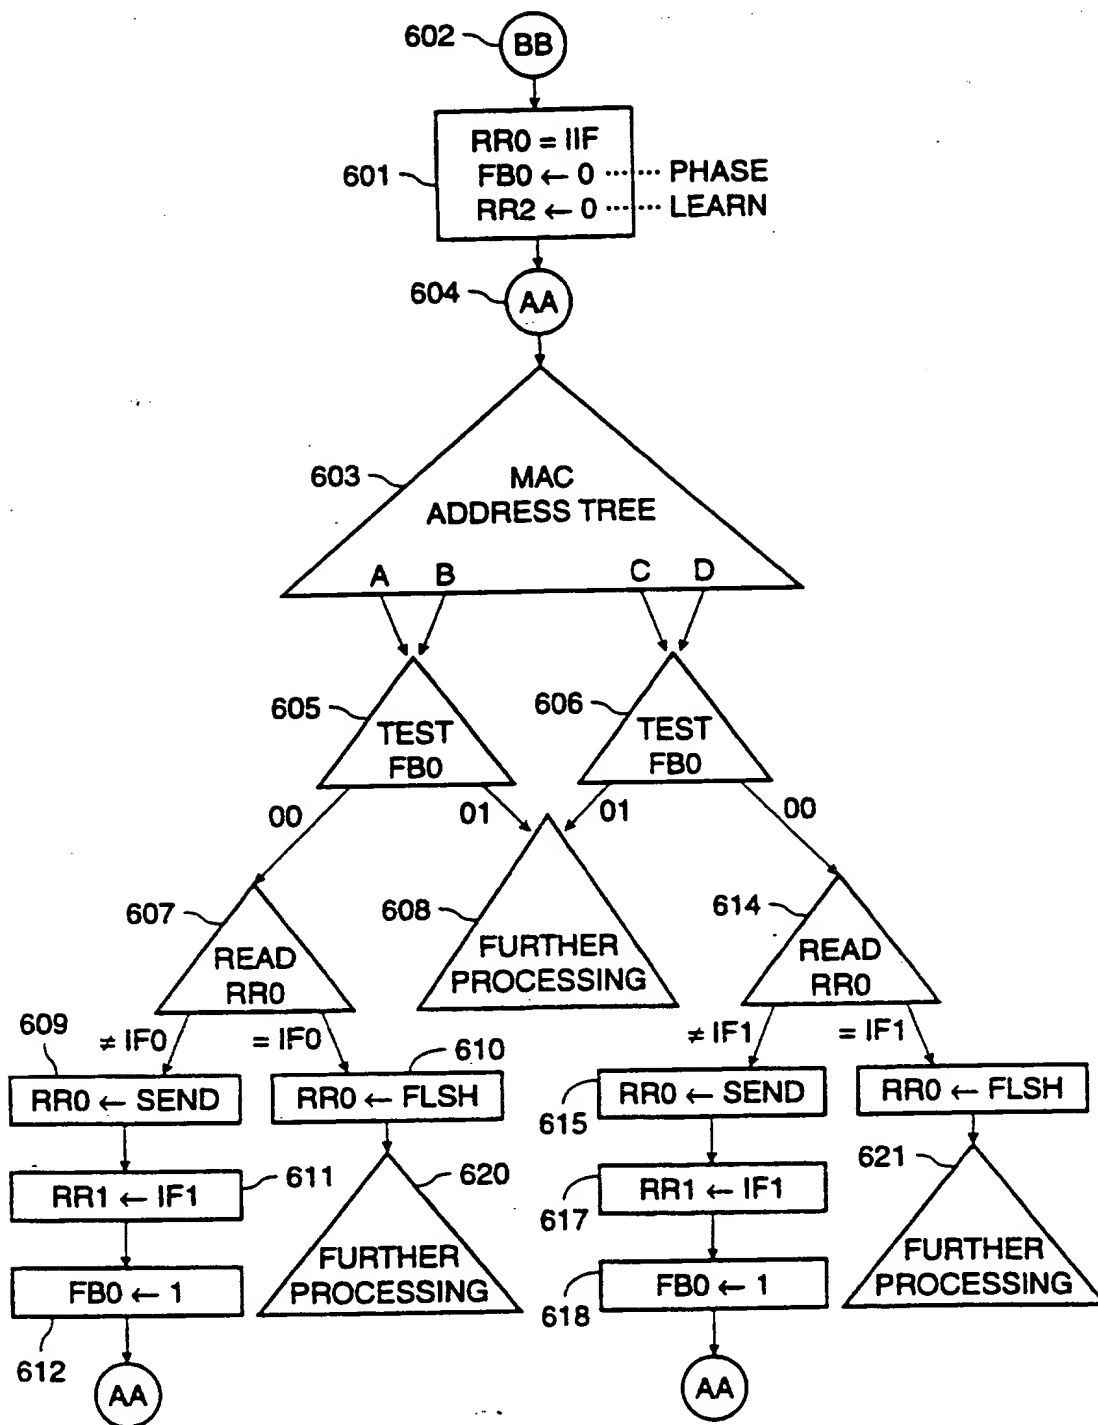 602
BB
RR0 = IIF
601
FB0 ← 0 ...... PHASE
RR2 ← 0 ...... LEARN
604
AA
603
MAC
ADDRESS TREE
A B C D
605
TEST
FB0
606
TEST
FB0
00 01 01 00
607
READ
RR0
608
FURTHER
PROCESSING
614
READ
RR0
609
≠ IF0 = IF0
610
≠ IF1 = IF1
RR0 ← SEND
RR0 ← FLSH
615
RR0 ← SEND
RR0 ← FLSH
RR1 ← IF1
611
620
617
RR1 ← IF1
621
FURTHER
PROCESSING
FURTHER
PROCESSING
FB0 ← 1
612
618
FB0 ← 1
AA
AA